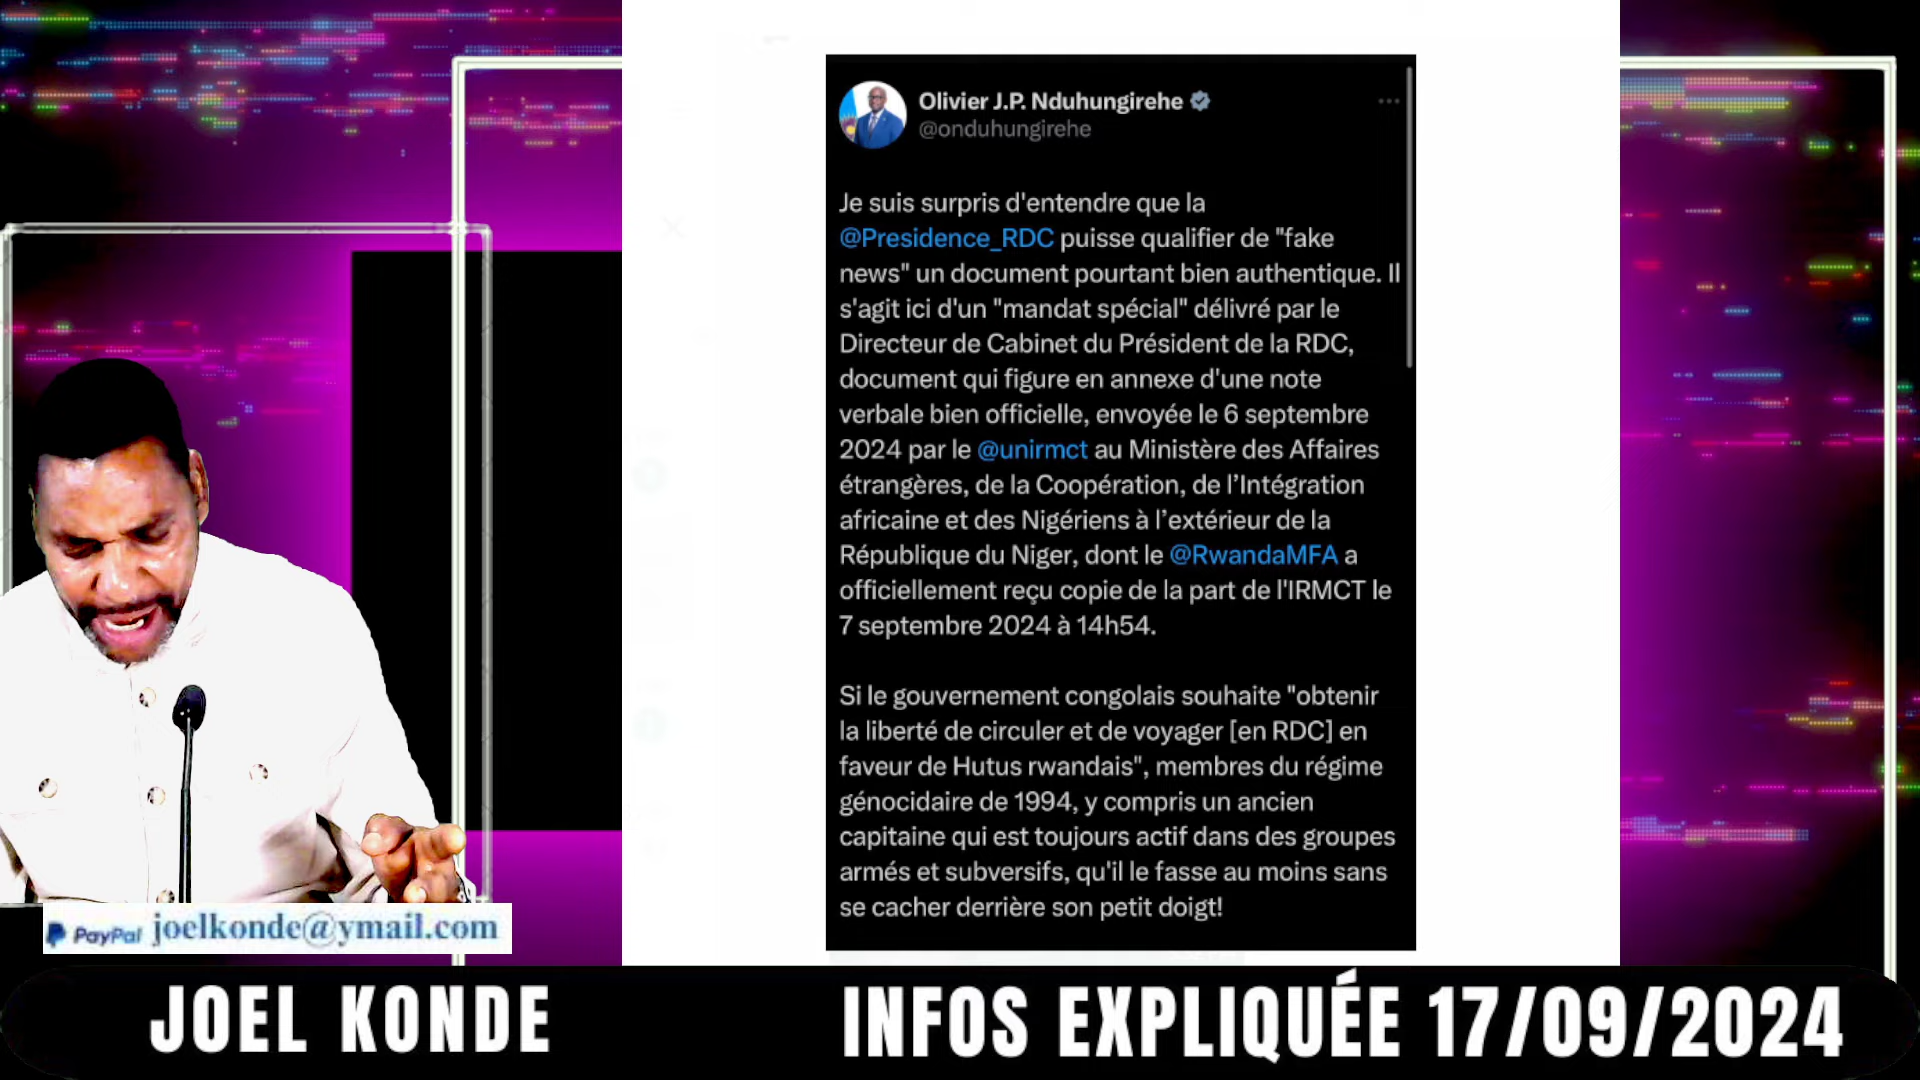 Olivier J.P. Nduhungirehe
@onduhungirehe
Je suis surpris d'entendre que la
@Presidence_RDC puisse qualifier de "fake
news" un document pourtant bien authentique. Il
s'agit ici d'un "mandat spécial" délivré par le
Directeur de Cabinet du Président de la RDC,
document qui figure en annexe d'une note
verbale bien officielle, envoyée le 6 septembre
2024 par le @unirmct au Ministère des Affaires
étrangères, de la Coopération, de l’Intégration
africaine et des Nigériens à l’extérieur de la
République du Niger, dont le @RwandaMFA a
officiellement reçu copie de la part de l'IRMCT le
7 septembre 2024 à 14h54.
Si le gouvernement congolais souhaite "obtenir
la liberté de circuler et de voyager [en RDC] en
faveur de Hutus rwandais", membres du régime
génocidaire de 1994, y compris un ancien
capitaine qui est toujours actif dans des groupes
armés et subversifs, qu'il le fasse au moins sans
se cacher derrière son petit doigt!
PayPal joelkonde@ymail.com
JOEL KONDE
INFOS EXPLIQUÉE 17/09/2024